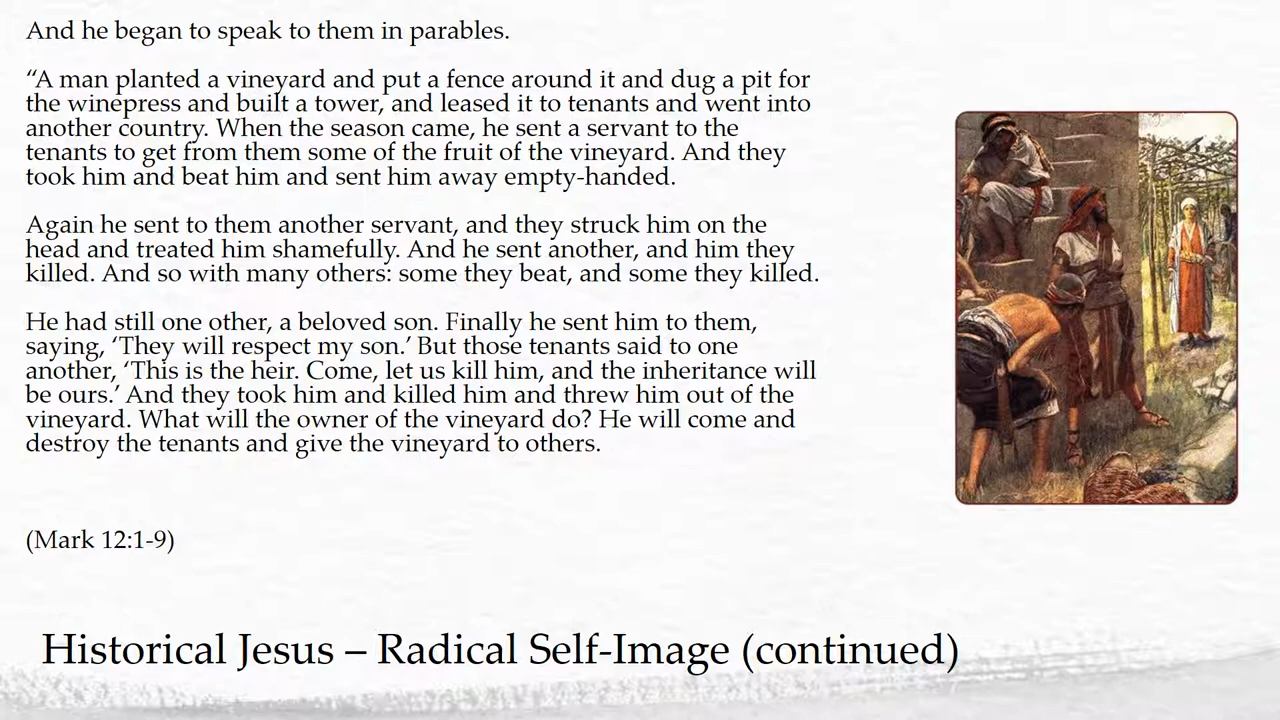 And he began to speak to them in parables.
“A man planted a vineyard and put a fence around it and dug a pit for
the winepress and built a tower, and leased it to tenants and went into
another country. When the season came, he sent a servant to the
tenants to get from them some of the fruit of the vineyard. And they
took him and beat him and sent him away empty-handed.
Again he sent to them another servant, and they struck him on the
head and treated him shamefully. And he sent another, and him they
killed. And so with many others: some they beat, and some they killed.
He had still one other, a beloved son. Finally he sent him to them,
saying, ‘They will respect my son.’ But those tenants said to one
another, ‘This is the heir. Come, let us kill him, and the inheritance will
be ours.’ And they took him and killed him and threw him out of the
vineyard. What will the owner of the vineyard do? He will come and
destroy the tenants and give the vineyard to others.
(Mark 12:1-9)
Historical Jesus – Radical Self-Image (continued)